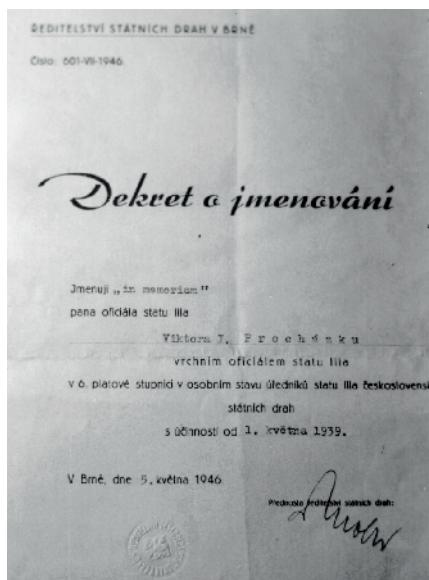 ŘEDITELSTVÍ STÁTNÍCH DRAH V BRNĚ
Číslo: 601-VII-1946
Dekret o jmenování
Jmenuji „in memoriam"
pana oficiála statu IIIa
Viktora J. Procházku
vrchním oficiálem statu IIIa
v 6. platové stupnici v osobním stavu úředníků statu IIIa českosloven
státních drah
s účinností od 1. května 1939.
V Brně, dne 5. května 1946
Přednosta ředitelství státních drah: